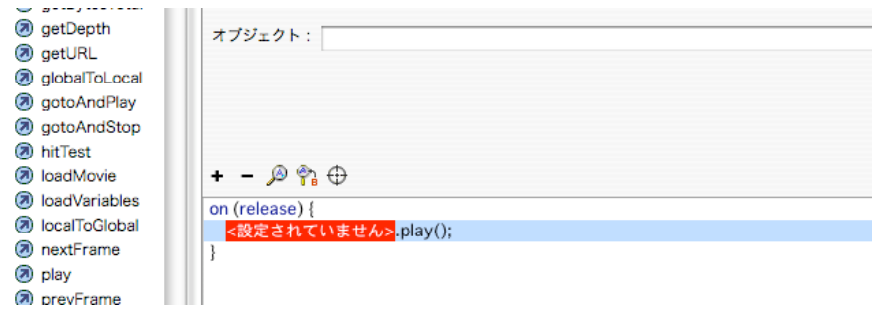 getDepth
getURL
globalToLocal
gotoAndPlay
gotoAndStop
hitTest
loadMovie
loadVariables
localToGlobal
nextFrame
play
prevFrame
オブジェクト：
on (release) {
<設定されていません>.play();
}